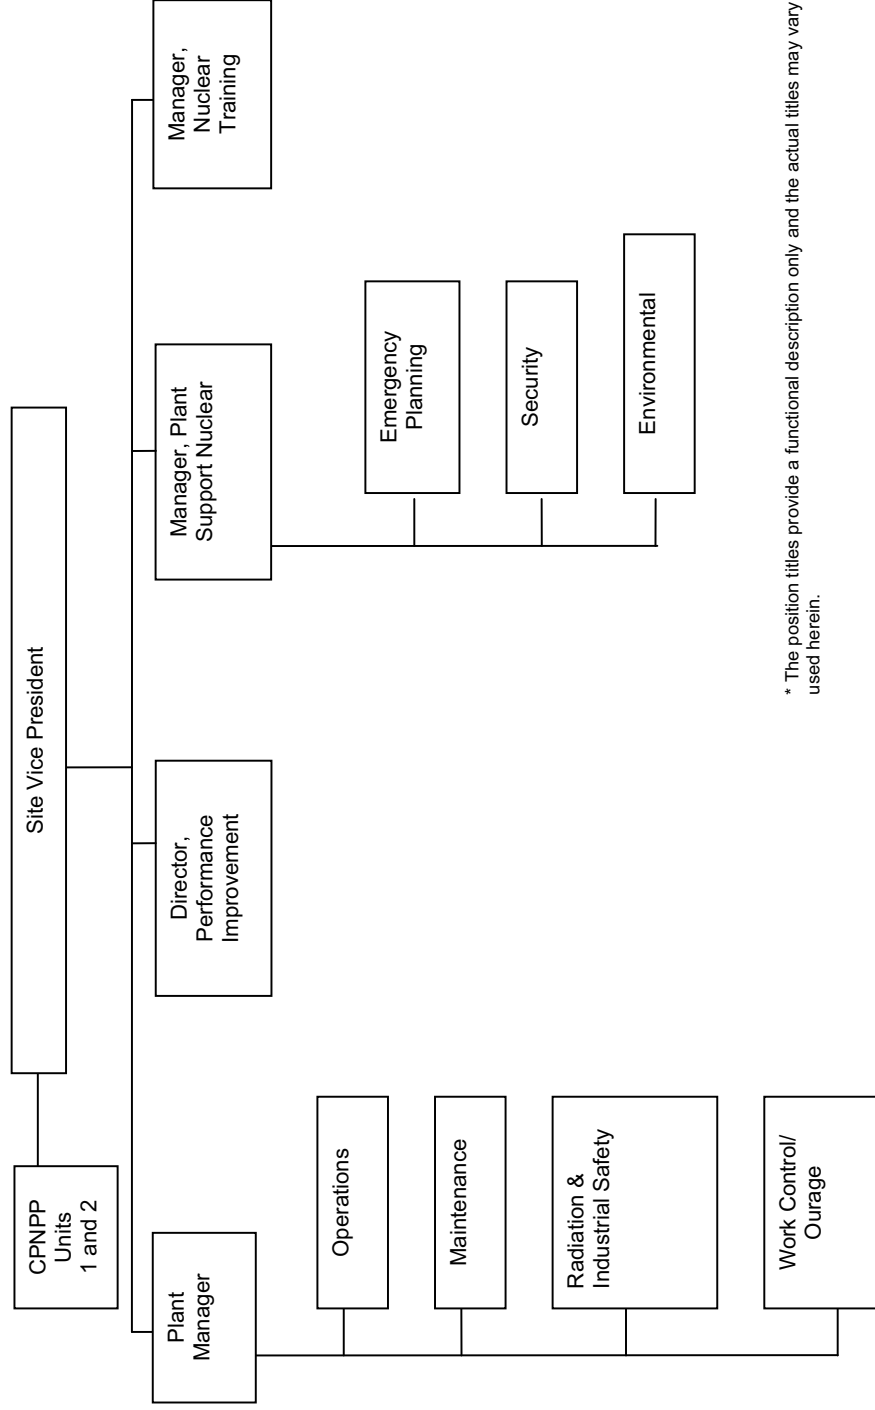 Site Vice President
CPNPP
Units
1 and 2
Plant
Manager
Director,
Performance
Improvement
Manager, Plant
Support Nuclear
Manager,
Nuclear
Training
Operations
Maintenance
Radiation &
Industrial Safety
Work Control/
Ourage
Emergency
Planning
Security
Environmental
* The position titles provide a functional description only and the actual titles may vary
used herein.